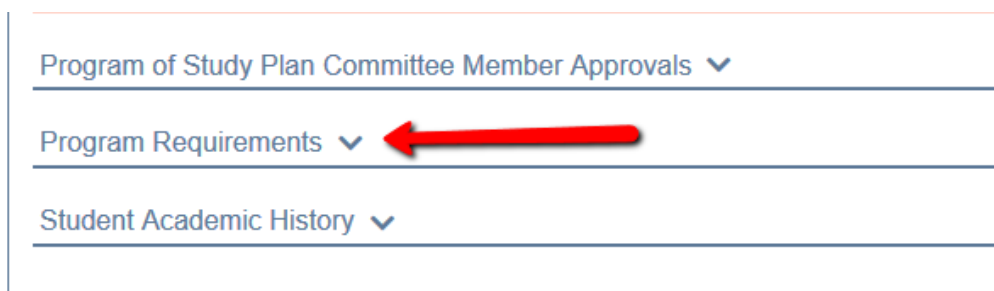 Program of Study Plan Committee Member Approvals
Program Requirements
Student Academic History